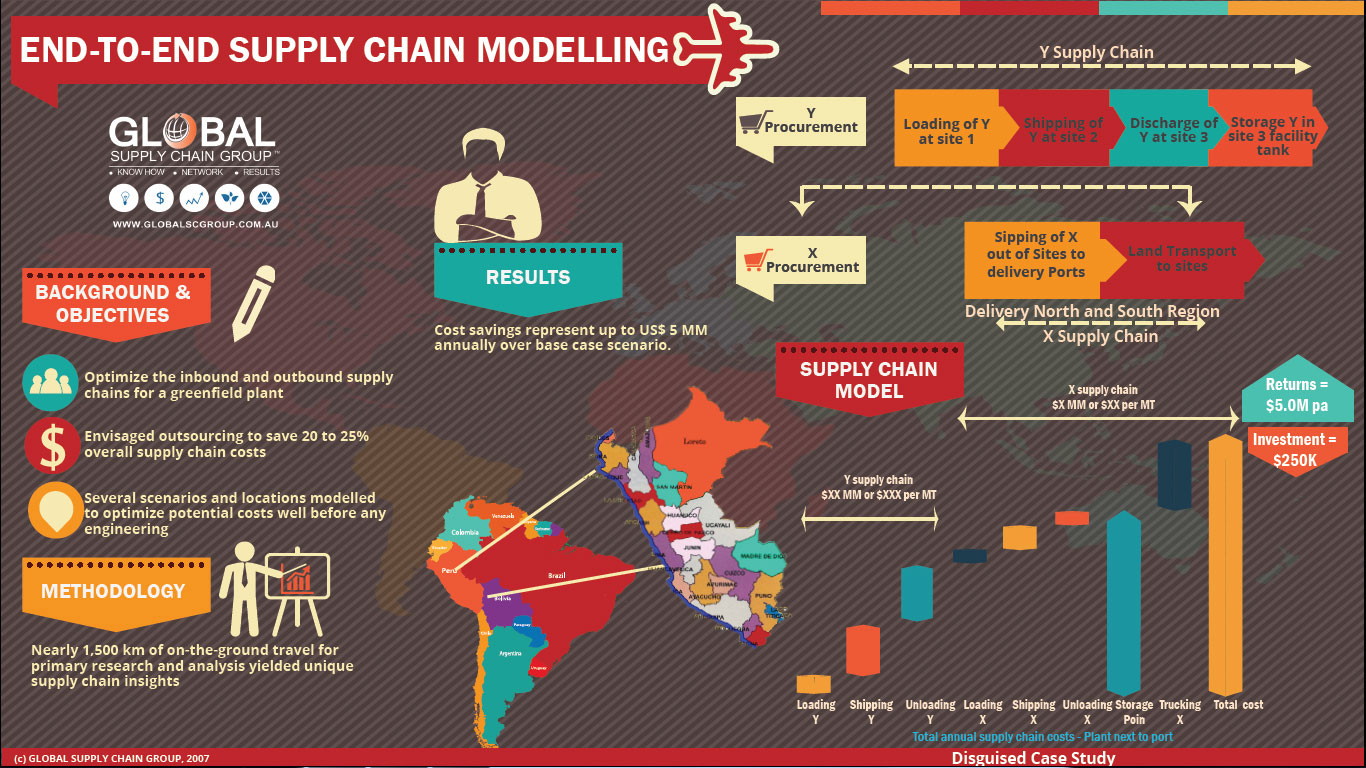 END-TO-END SUPPLY CHAIN MODELLING
GLOBAL
SUPPLY CHAIN GROUP™
• KNOW HOW • NETWORK • RESULTS
WWW.GLOBALSCGROUP.COM.AU
BACKGROUND &
OBJECTIVES
Optimize the inbound and outbound supply
chains for a greenfield plant
Envisaged outsourcing to save 20 to 25%
overall supply chain costs
Several scenarios and locations modelled
to optimize potential costs well before any
engineering
METHODOLOGY
Nearly 1,500 km of on-the-ground travel for
primary research and analysis yielded unique
supply chain insights
RESULTS
Cost savings represent up to US$ 5 MM
annually over base case scenario.
Colombia
Venezuela
Peru
Brazil
Bolivia
Paraguay
Argentina
Uruguay
Loreto
SAN MARTIN
HUANUCO
UCAYALI
JUNIN
MADRE DE DIOS
CUZCO
APURIMAC
AYACUCHO
PUNO
Y Supply Chain
Y
Procurement
Loading of Y
at site 1
Shipping of
Y at site 2
Discharge of
Y at site 3
Storage Y in
site 3 facility
tank
X
Procurement
Sipping of X
out of Sites to
delivery Ports
Land Transport
to sites
Delivery North and South Region
X Supply Chain
SUPPLY CHAIN
MODEL
X supply chain
$X MM or $XX per MT
Returns =
$5.0M pa
Investment =
$250K
Y supply chain
$XX MM or $XXX per MT
Loading Y
Shipping Y
Unloading Y
Loading X
Shipping X
Unloading X
Storage Poin
Trucking X
Total cost
Total annual supply chain costs - Plant next to port
(c) GLOBAL SUPPLY CHAIN GROUP, 2007
Disguised Case Study